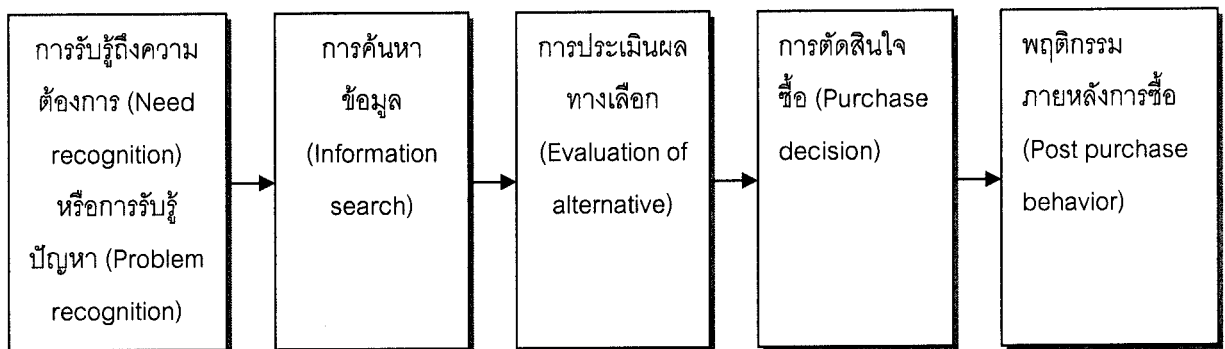 การรับรู้ถึงความ
ต้องการ (Need
recognition)
หรือการรับรู้
ปัญหา (Problem
recognition)
การค้นหา
ข้อมูล
(Information
search)
การประเมินผล
ทางเลือก
(Evaluation of
alternative)
การตัดสินใจ
ซื้อ (Purchase
decision)
พฤติกรรม
ภายหลังการซื้อ
(Post purchase
behavior)